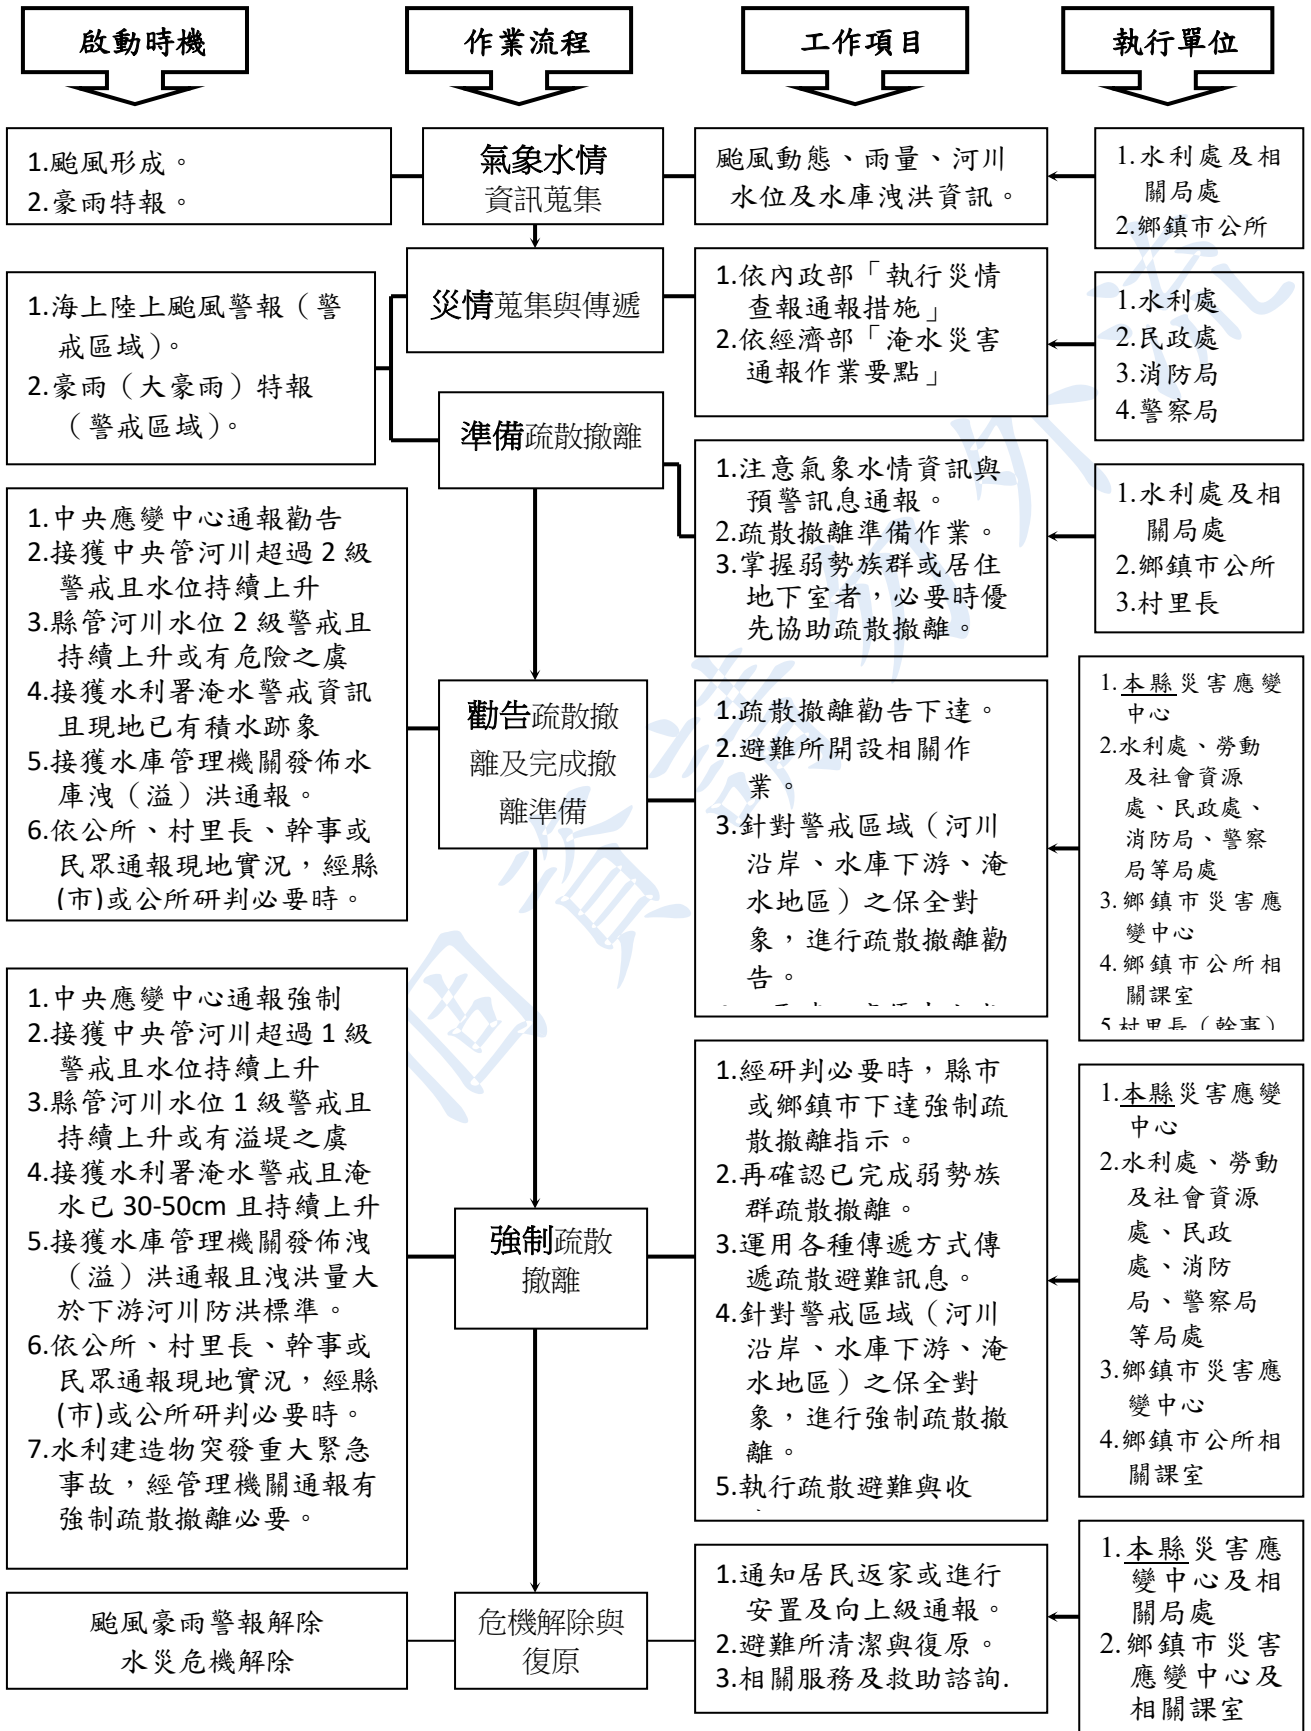 啟動時機
作業流程
工作項目
執行單位
1.颱風形成。
2.豪雨特報。
氣象水情
資訊蒐集
颱風動態、雨量、河川
水位及水庫洩洪資訊。
1.水利處及相
關局處
2.鄉鎮市公所
1.海上陸上颱風警報（警
戒區域）。
2.豪雨（大豪雨）特報
（警戒區域）。
災情蒐集與傳遞
1.依內政部「執行災情
查報通報措施」
2.依經濟部「淹水災害
通報作業要點」
1.水利處
2.民政處
3.消防局
4.警察局
準備疏散撤離
1.注意氣象水情資訊與
預警訊息通報。
2.疏散撤離準備作業。
3.掌握弱勢族群或居住
地下室者，必要時優
先協助疏散撤離。
1.水利處及相
關局處
2.鄉鎮市公所
3.村里長
1.中央應變中心通報勸告
2.接獲中央管河川超過 2 級
警戒且水位持續上升
3.縣管河川水位 2 級警戒且
持續上升或有危險之虞
4.接獲水利署淹水警戒資訊
且現地已有積水跡象
5.接獲水庫管理機關發佈水
庫洩（溢）洪通報。
6.依公所、村里長、幹事或
民眾通報現地實況，經縣
(市)或公所研判必要時。
勸告疏散撤
離及完成撤
離準備
1.疏散撤離勸告下達。
2.避難所開設相關作
業。
3.針對警戒區域（河川
沿岸、水庫下游、淹
水地區）之保全對
象，進行疏散撤離勸
告。
1.本縣災害應變
中心
2.水利處、勞動
及社會資源
處、民政處、
消防局、警察
局等局處
3.鄉鎮市災害應
變中心
4.鄉鎮市公所相
關課室
5.村里長（幹事）
1.中央應變中心通報強制
2.接獲中央管河川超過 1 級
警戒且水位持續上升
3.縣管河川水位 1 級警戒且
持續上升或有溢堤之虞
4.接獲水利署淹水警戒且淹
水已 30-50cm 且持續上升
5.接獲水庫管理機關發佈洩
（溢）洪通報且洩洪量大
於下游河川防洪標準。
6.依公所、村里長、幹事或
民眾通報現地實況，經縣
(市)或公所研判必要時。
7.水利建造物突發重大緊急
事故，經管理機關通報有
強制疏散撤離必要。
強制疏散
撤離
1.經研判必要時，縣市
或鄉鎮市下達強制疏
散撤離指示。
2.再確認已完成弱勢族
群疏散撤離。
3.運用各種傳遞方式傳
遞疏散避難訊息。
4.針對警戒區域（河川
沿岸、水庫下游、淹
水地區）之保全對
象，進行強制疏散撤
離。
5.執行疏散避難與收
1.本縣災害應變
中心
2.水利處、勞動
及社會資源
處、民政
處、消防
局、警察局
等局處
3.鄉鎮市災害應
變中心
4.鄉鎮市公所相
關課室
颱風豪雨警報解除
水災危機解除
危機解除與
復原
1.通知居民返家或進行
安置及向上級通報。
2.避難所清潔與復原。
3.相關服務及救助諮詢.
1.本縣災害應
變中心及相
關局處
2.鄉鎮市災害
應變中心及
相關課室
個資請勿外流